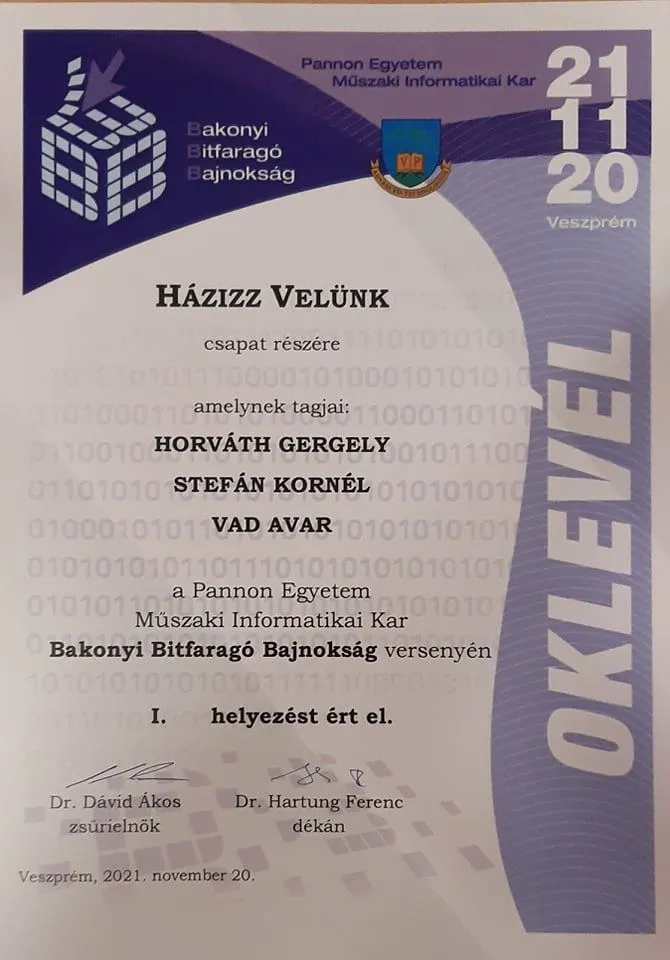 Pannon Egyetem
Műszaki Informatikai Kar
21
11
20
Veszprém
BBB
Bakonyi
Bitfaragó
Bajnokság
VP
OKLEVÉL
HÁZIZZ VELÜNK
csapat részére
amelynek tagjai:
HORVÁTH GERGELY
STEFÁN KORNÉL
VAD AVAR
a Pannon Egyetem
Műszaki Informatikai Kar
Bakonyi Bitfaragó Bajnokság versenyén
I. helyezést ért el.
Dr. Dávid Ákos
zsűrielnök
Dr. Hartung Ferenc
dékán
Veszprém, 2021. november 20.